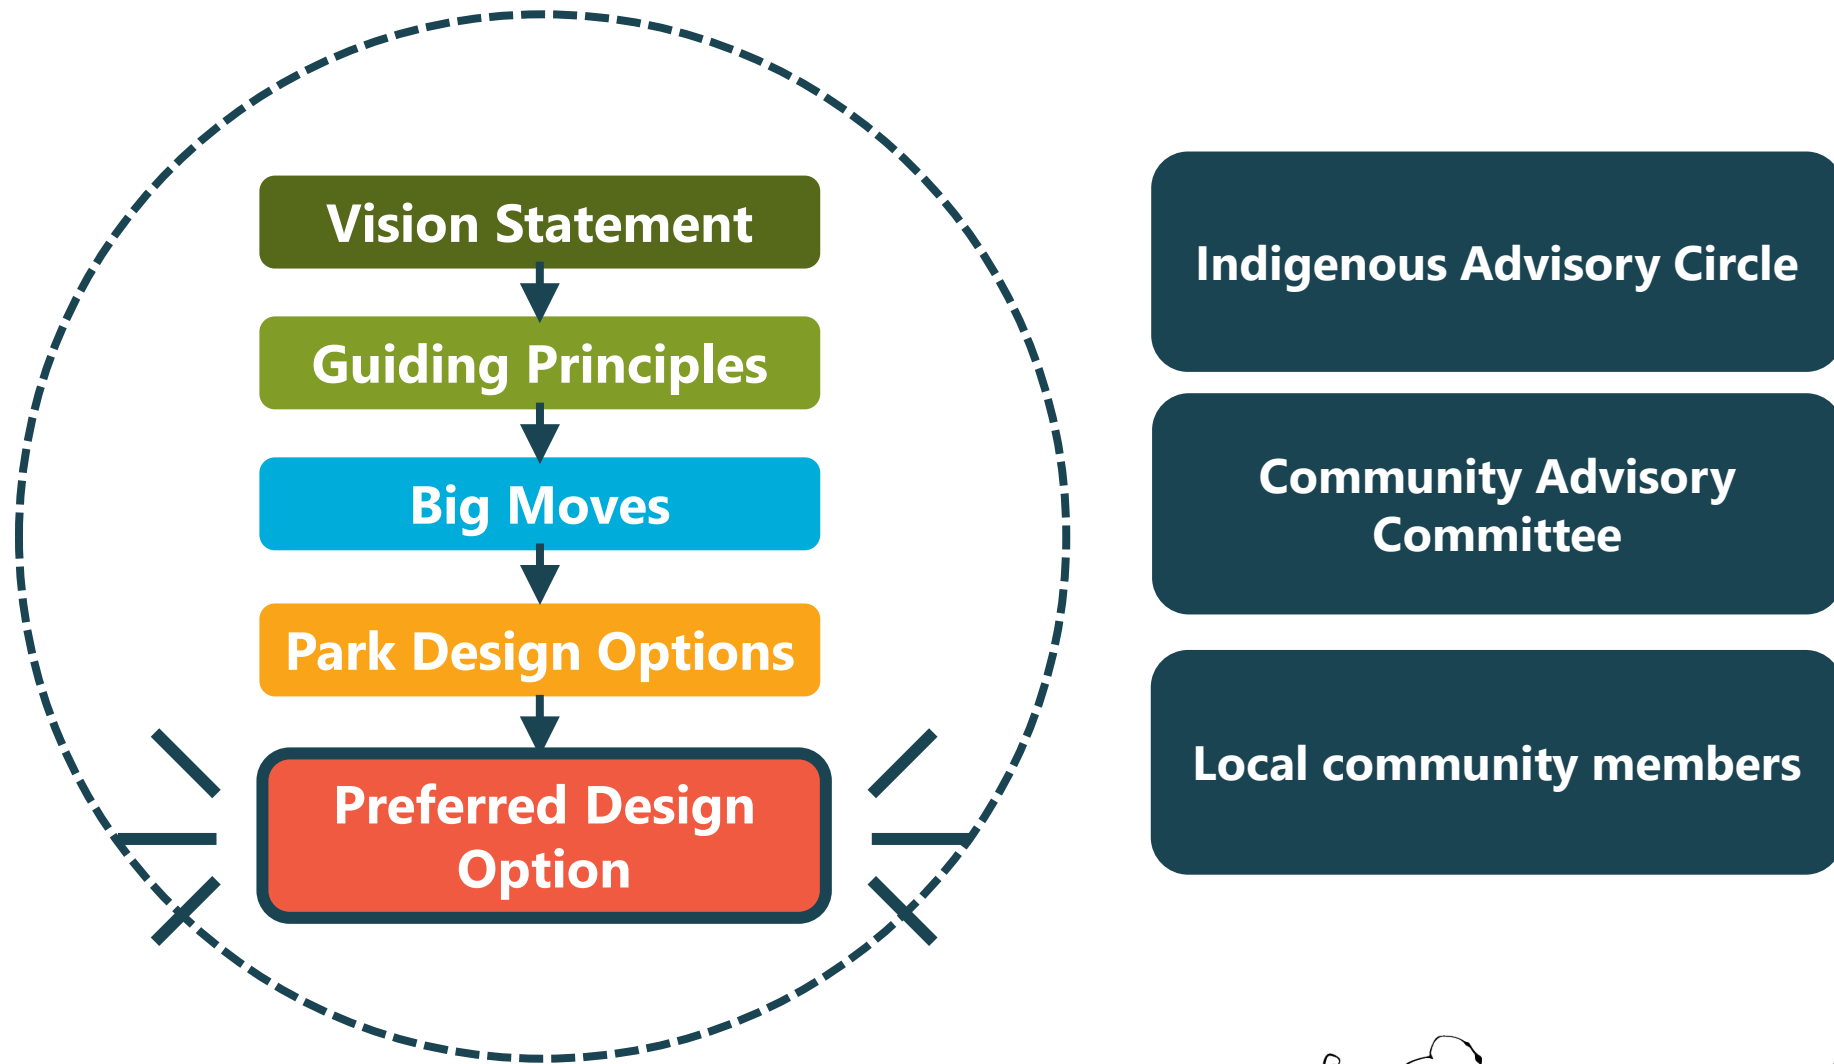 Vision Statement
Guiding Principles
Big Moves
Park Design Options
Preferred Design
Option
Indigenous Advisory Circle
Community Advisory
Committee
Local community members